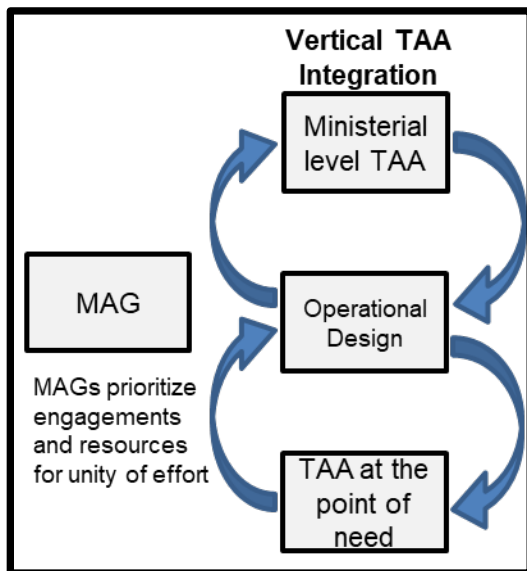 Vertical TAA
Integration
Ministerial
level TAA
MAG
Operational
Design
MAGs prioritize
engagements
and resources
for unity of effort
TAA at the
point of
need